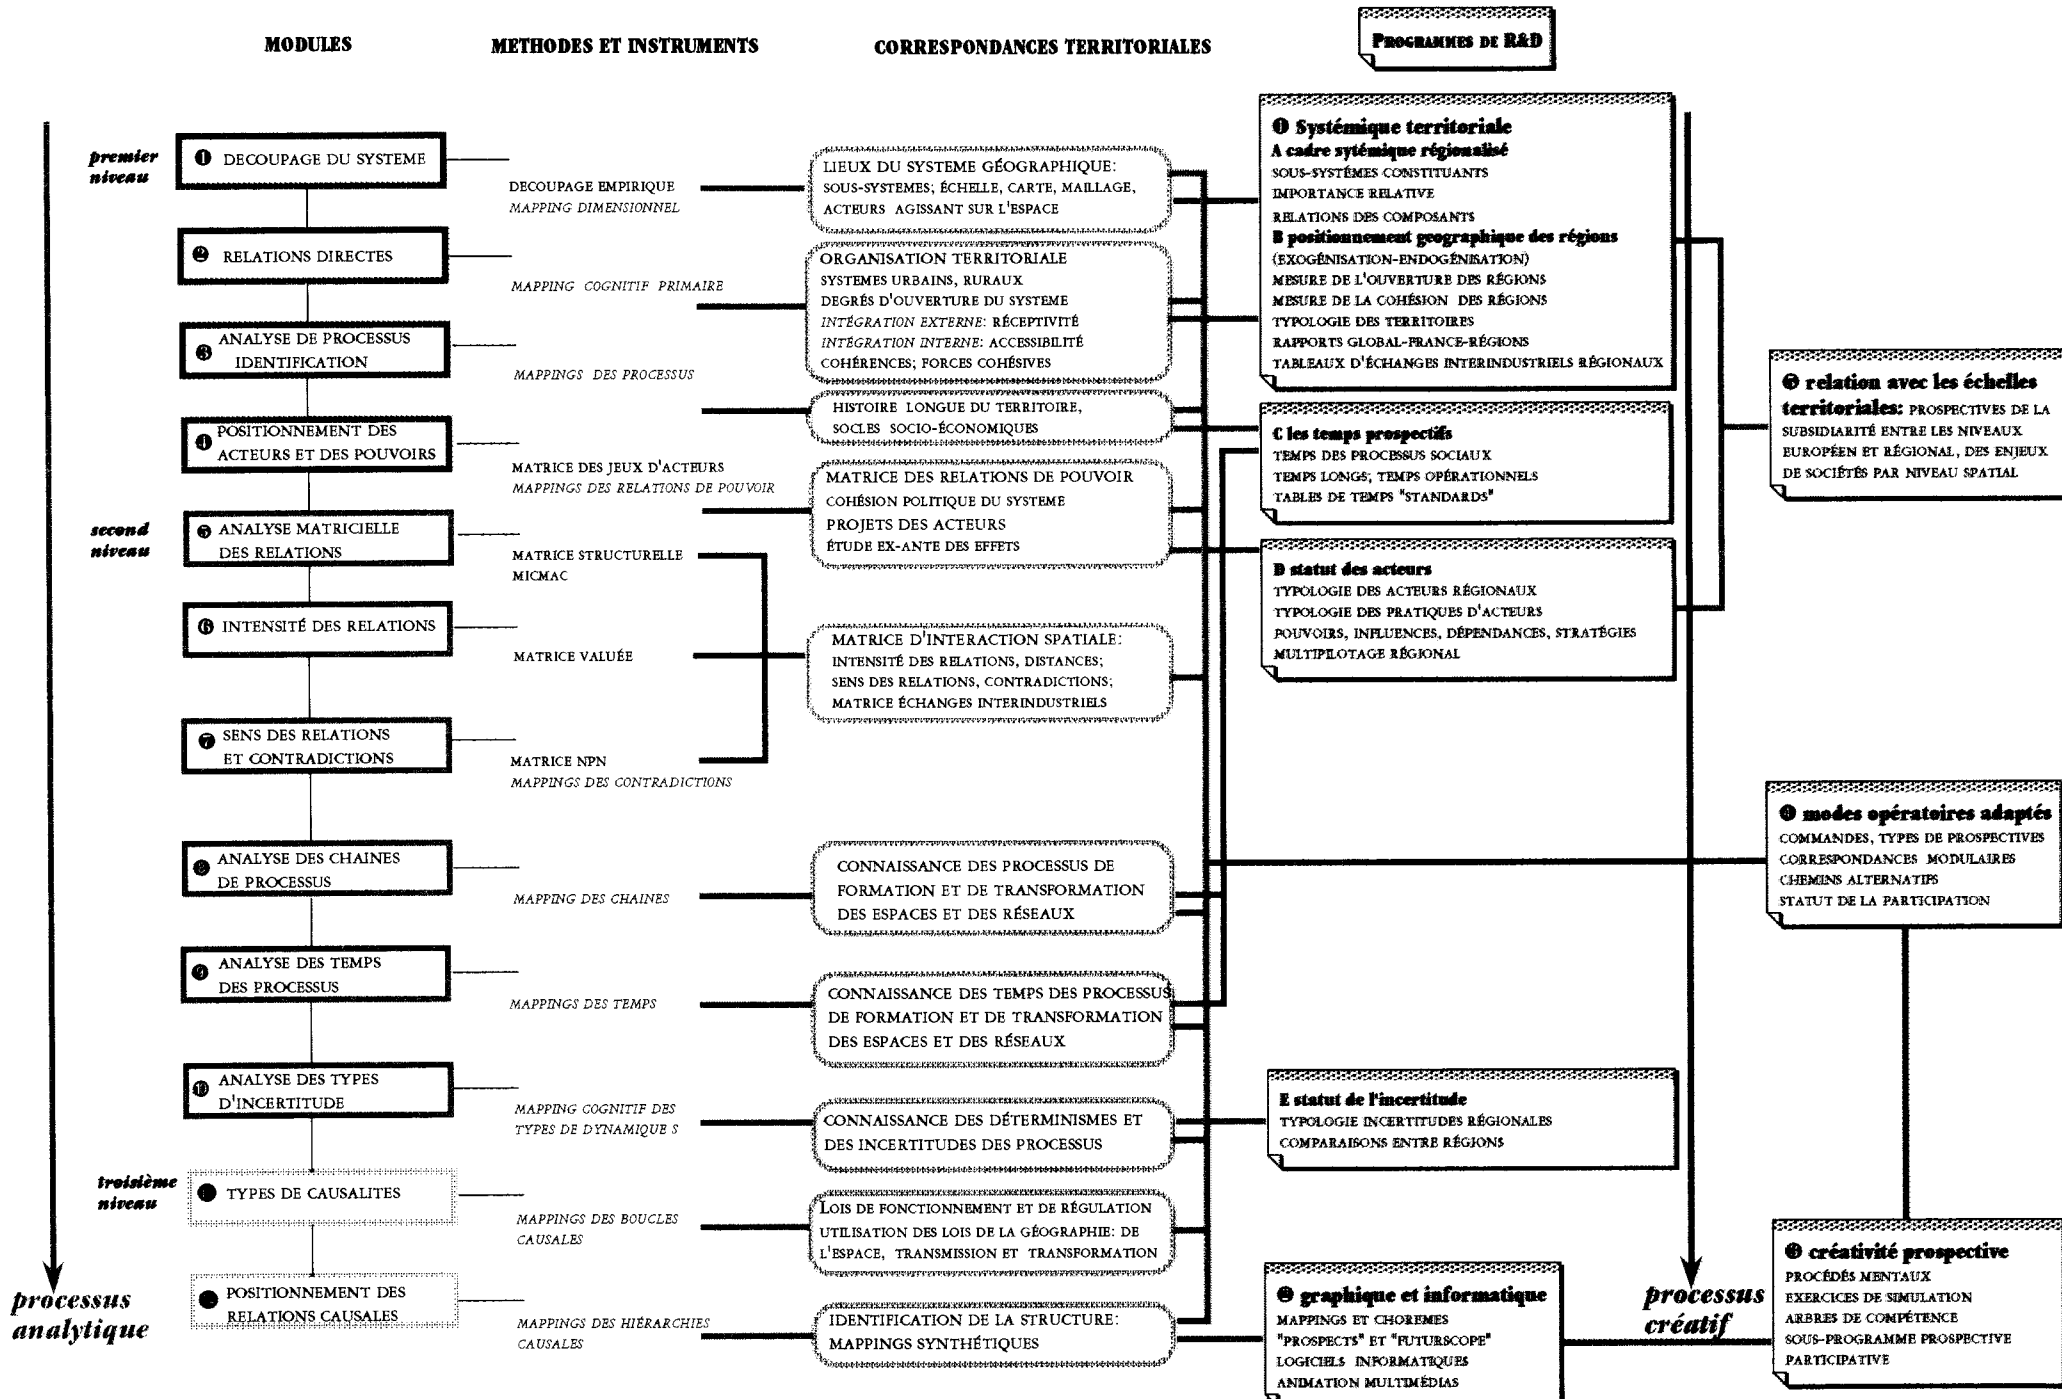 MODULES
METHODES ET INSTRUMENTS
CORRESPONDANCES TERRITORIALES
PROGRAMMES DE R&D
premier
niveau
❶ DECOUPAGE DU SYSTEME
❷ RELATIONS DIRECTES
❸ ANALYSE DE PROCESSUS
IDENTIFICATION
❹ POSITIONNEMENT DES
ACTEURS ET DES POUVOIRS
second
niveau
❺ ANALYSE MATRICIELLE
DES RELATIONS
❻ INTENSITÉ DES RELATIONS
❼ SENS DES RELATIONS
ET CONTRADICTIONS
❽ ANALYSE DES CHAINES
DE PROCESSUS
❾ ANALYSE DES TEMPS
DES PROCESSUS
❿ ANALYSE DES TYPES
D'INCERTITUDE
troisième
niveau
TYPES DE CAUSALITES
POSITIONNEMENT DES
RELATIONS CAUSALES
processus
analytique
DECOUPAGE EMPIRIQUE
MAPPING DIMENSIONNEL
MAPPING COGNITIF PRIMAIRE
MAPPINGS DES PROCESSUS
MATRICE DES JEUX D'ACTEURS
MAPPINGS DES RELATIONS DE POUVOIR
MATRICE STRUCTURELLE
MICMAC
MATRICE VALUÉE
MATRICE NPN
MAPPINGS DES CONTRADICTIONS
MAPPING DES CHAINES
MAPPINGS DES TEMPS
MAPPING COGNITIF DES
TYPES DE DYNAMIQUE S
MAPPINGS DES BOUCLES
CAUSALES
MAPPINGS DES HIÉRARCHIES
CAUSALES
LIEUX DU SYSTEME GÉOGRAPHIQUE:
SOUS-SYSTEMES; ÉCHELLE, CARTE, MAILLAGE,
ACTEURS AGISSANT SUR L'ESPACE
ORGANISATION TERRITORIALE
SYSTEMES URBAINS, RURAUX
DEGRÉS D'OUVERTURE DU SYSTEME
INTÉGRATION EXTERNE: RÉCEPTIVITÉ
INTÉGRATION INTERNE: ACCESSIBILITÉ
COHÉRENCES; FORCES COHÉSIVES
HISTOIRE LONGUE DU TERRITOIRE,
SOCLES SOCIO-ÉCONOMIQUES
MATRICE DES RELATIONS DE POUVOIR
COHÉSION POLITIQUE DU SYSTEME
PROJETS DES ACTEURS
ÉTUDE EX-ANTE DES EFFETS
MATRICE D'INTERACTION SPATIALE:
INTENSITÉ DES RELATIONS, DISTANCES;
SENS DES RELATIONS, CONTRADICTIONS;
MATRICE ÉCHANGES INTERINDUSTRIELS
CONNAISSANCE DES PROCESSUS DE
FORMATION ET DE TRANSFORMATION
DES ESPACES ET DES RÉSEAUX
CONNAISSANCE DES TEMPS DES PROCESSUS
DE FORMATION ET DE TRANSFORMATION
DES ESPACES ET DES RÉSEAUX
CONNAISSANCE DES DÉTERMINISMES ET
DES INCERTITUDES DES PROCESSUS
LOIS DE FONCTIONNEMENT ET DE RÉGULATION
UTILISATION DES LOIS DE LA GÉOGRAPHIE: DE
L'ESPACE, TRANSMISSION ET TRANSFORMATION
IDENTIFICATION DE LA STRUCTURE:
MAPPINGS SYNTHÉTIQUES
❶ Systémique territoriale
A cadre sytémique régionalisé
SOUS-SYSTÉMES CONSTITUANTS
IMPORTANCE RELATIVE
RELATIONS DES COMPOSANTS
B positionnement geographique des régions
(EXOGÉNISATION-ENDOGÉNISATION)
MESURE DE L'OUVERTURE DES RÉGIONS
MESURE DE LA COHÉSION DES RÉGIONS
TYPOLOGIE DES TERRITOIRES
RAPPORTS GLOBAL-FRANCE-RÉGIONS
TABLEAUX D'ÉCHANGES INTERINDUSTRIELS RÉGIONAUX
C les temps prospectifs
TEMPS DES PROCESSUS SOCIAUX
TEMPS LONGS; TEMPS OPÉRATIONNELS
TABLES DE TEMPS "STANDARDS"
D statut des acteurs
TYPOLOGIE DES ACTEURS RÉGIONAUX
TYPOLOGIE DES PRATIQUES D'ACTEURS
POUVOIRS, INFLUENCES, DÉPENDANCES, STRATÉGIES
MULTIPILOTAGE RÉGIONAL
E statut de l'incertitude
TYPOLOGIE INCERTITUDES RÉGIONALES
COMPARAISONS ENTRE RÉGIONS
❷ graphique et informatique
MAPPINGS ET CHOREMES
"PROSPECTS" ET "FUTURSCOPE"
LOGICIELS INFORMATIQUES
ANIMATION MULTIMÉDIAS
processus
créatif
relation avec les échelles
territoriales: PROSPECTIVES DE LA
SUBSIDIARITÉ ENTRE LES NIVEAUX
EUROPÉEN ET RÉGIONAL, DES ENJEUX
DE SOCIÉTÉS PAR NIVEAU SPATIAL
modes opératoires adaptés
COMMANDES, TYPES DE PROSPECTIVES
CORRESPONDANCES MODULAIRES
CHEMINS ALTERNATIFS
STATUT DE LA PARTICIPATION
créativité prospective
PROCÉDÉS MENTAUX
EXERCICES DE SIMULATION
ARBRES DE COMPÉTENCE
SOUS-PROGRAMME PROSPECTIVE
PARTICIPATIVE